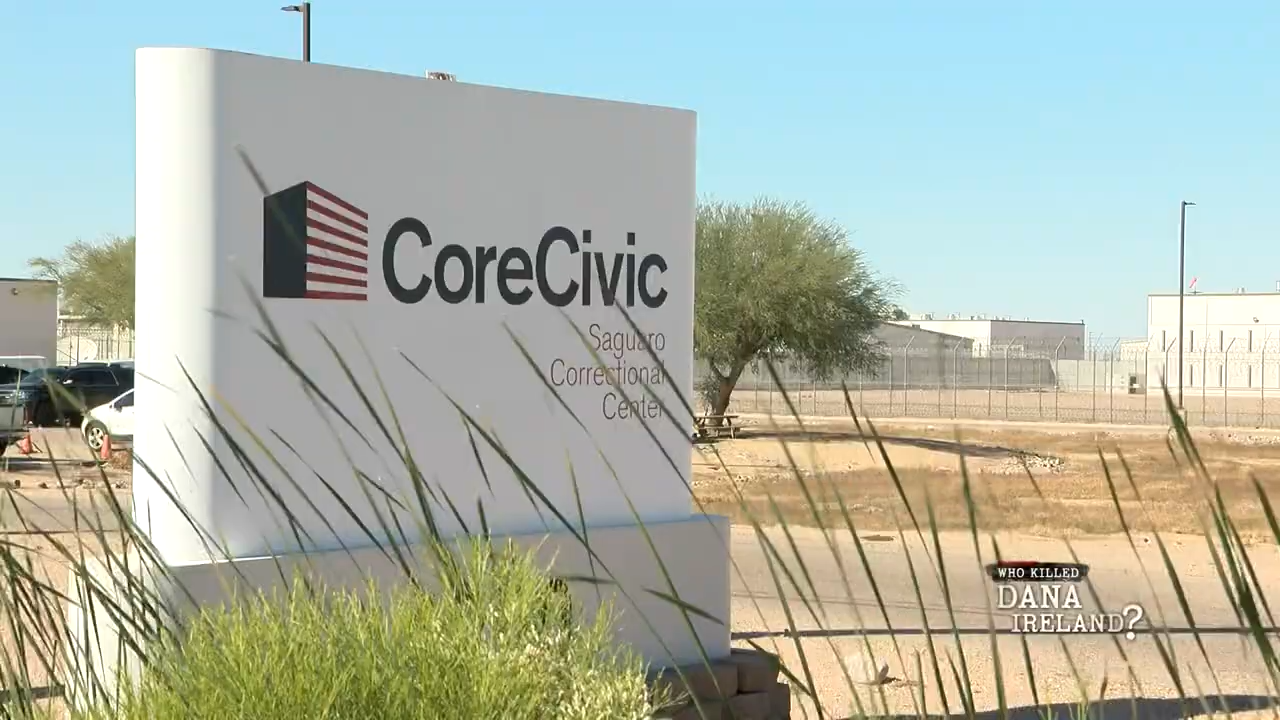 CoreCivic
Saguaro
Correctional
Center
WHO KILLED
DANA
IRELAND?